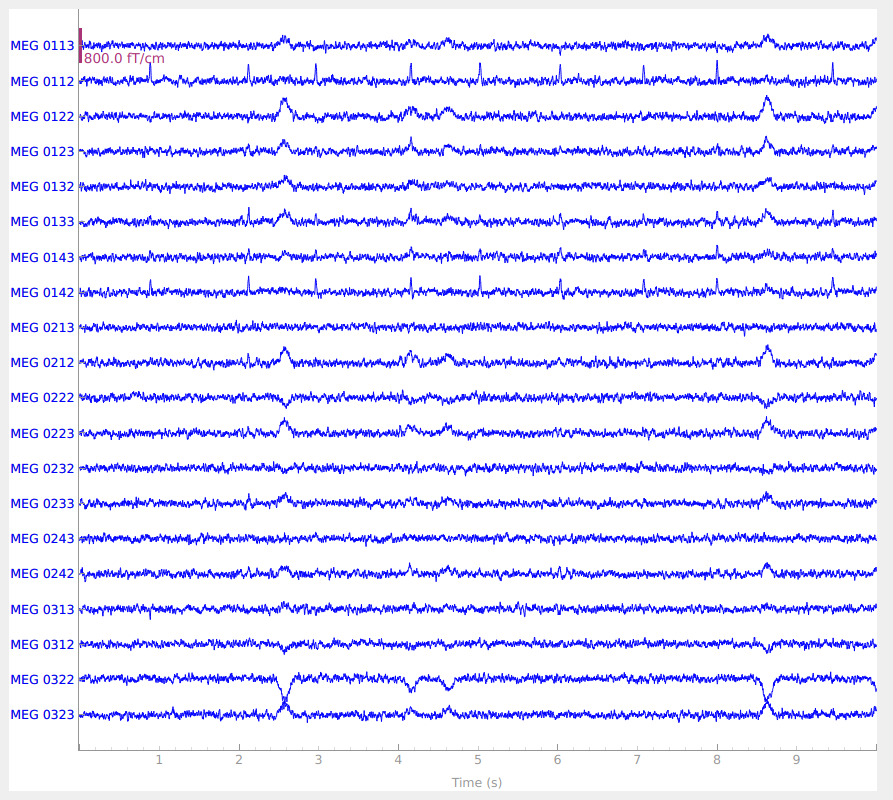 MEG 0113
800.0 fT/cm
MEG 0112
MEG 0122
MEG 0123
MEG 0132
MEG 0133
MEG 0143
MEG 0142
MEG 0213
MEG 0212
MEG 0222
MEG 0223
MEG 0232
MEG 0233
MEG 0243
MEG 0242
MEG 0313
MEG 0312
MEG 0322
MEG 0323
1 2 3 4 5 6 7 8 9
Time (s)